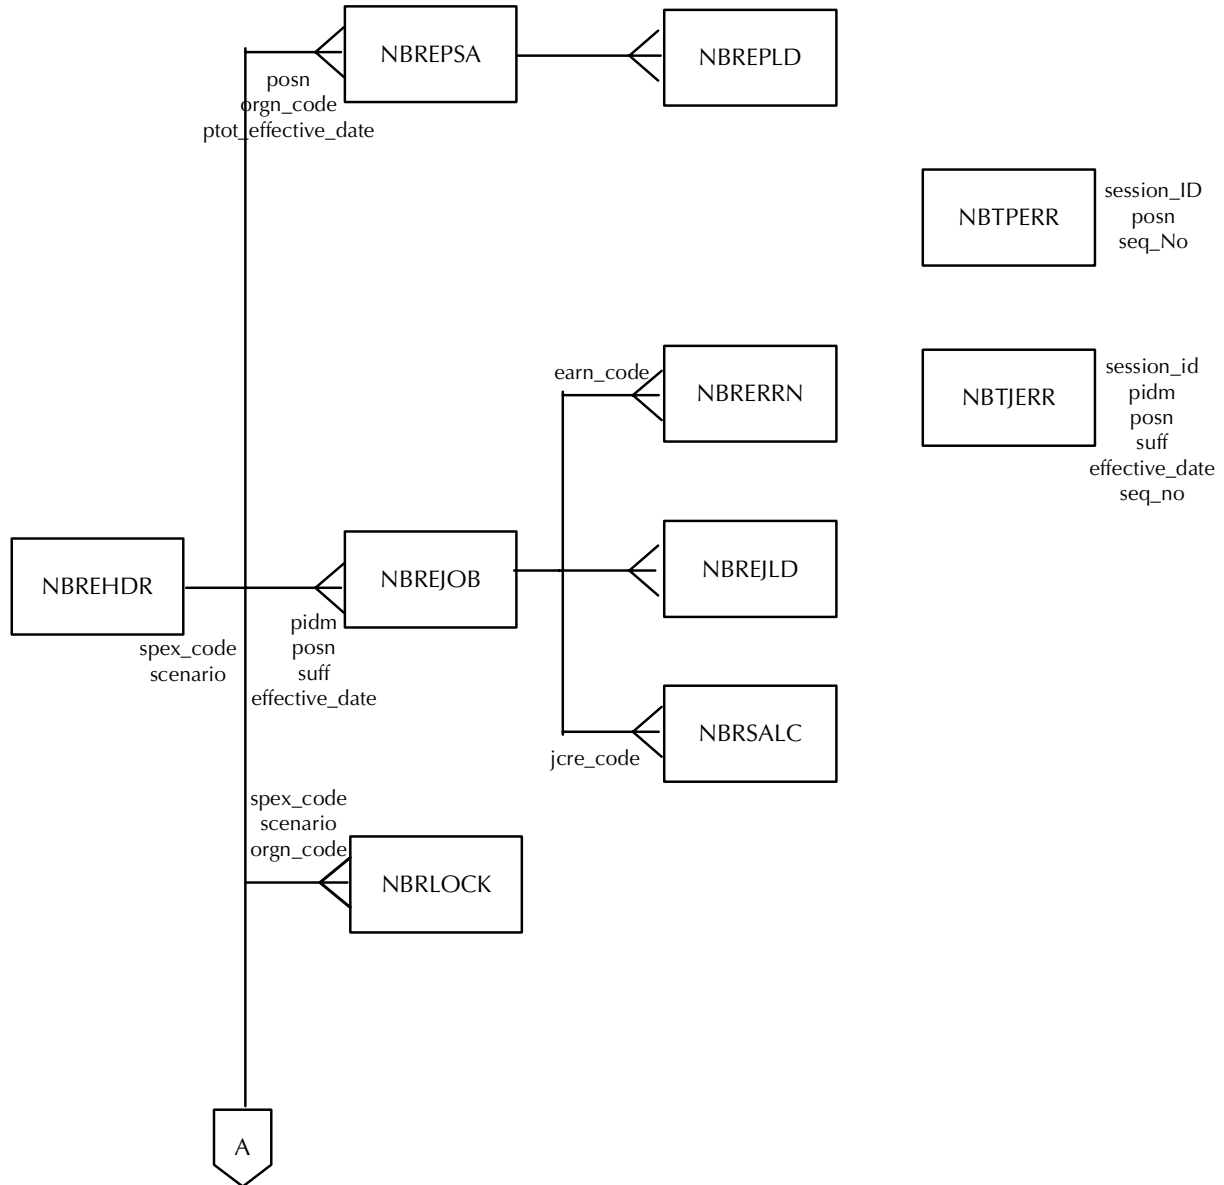 NBREPSA
NBREPLD
posn
orgn_code
ptot_effective_date
NBTPERR
session_ID
posn
seq_No
earn_code
NBRERRN
NBTJERR
session_id
pidm
posn
suff
effective_date
seq_no
NBREHDR
spex_code
scenario
NBREJOB
pidm
posn
suff
effective_date
NBREJLD
NBRSALC
jcre_code
spex_code
scenario
orgn_code
NBRLOCK
A